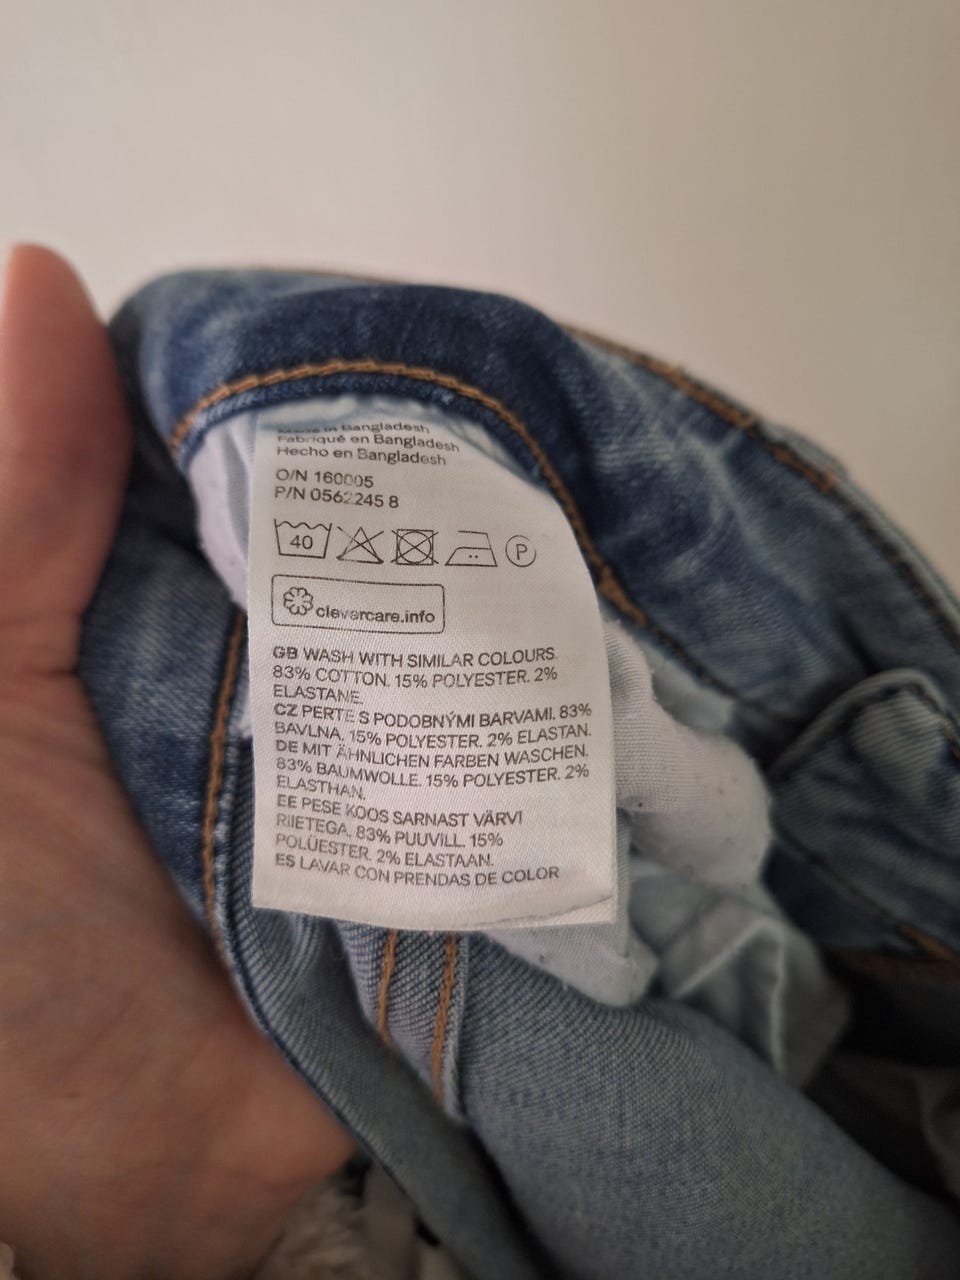 Made in Bangladesh
Fabriqué en Bangladesh
Hecho en Bangladesh
O/N 160005
P/N 0562245 8
40
P
clevercare.info
GB WASH WITH SIMILAR COLOURS.
83% COTTON. 15% POLYESTER. 2%
ELASTANE.
CZ PERTE S PODOBNÝMI BARVAMI. 83%
BAVLNA. 15% POLYESTER. 2% ELASTAN.
DE MIT ÄHNLICHEN FARBEN WASCHEN.
83% BAUMWOLLE. 15% POLYESTER. 2%
ELASTHAN.
EE PESE KOOS SARNAST VÄRVI
RIIETEGA. 83% PUUVILL. 15%
POLÜESTER. 2% ELASTAAN.
ES LAVAR CON PRENDAS DE COLOR